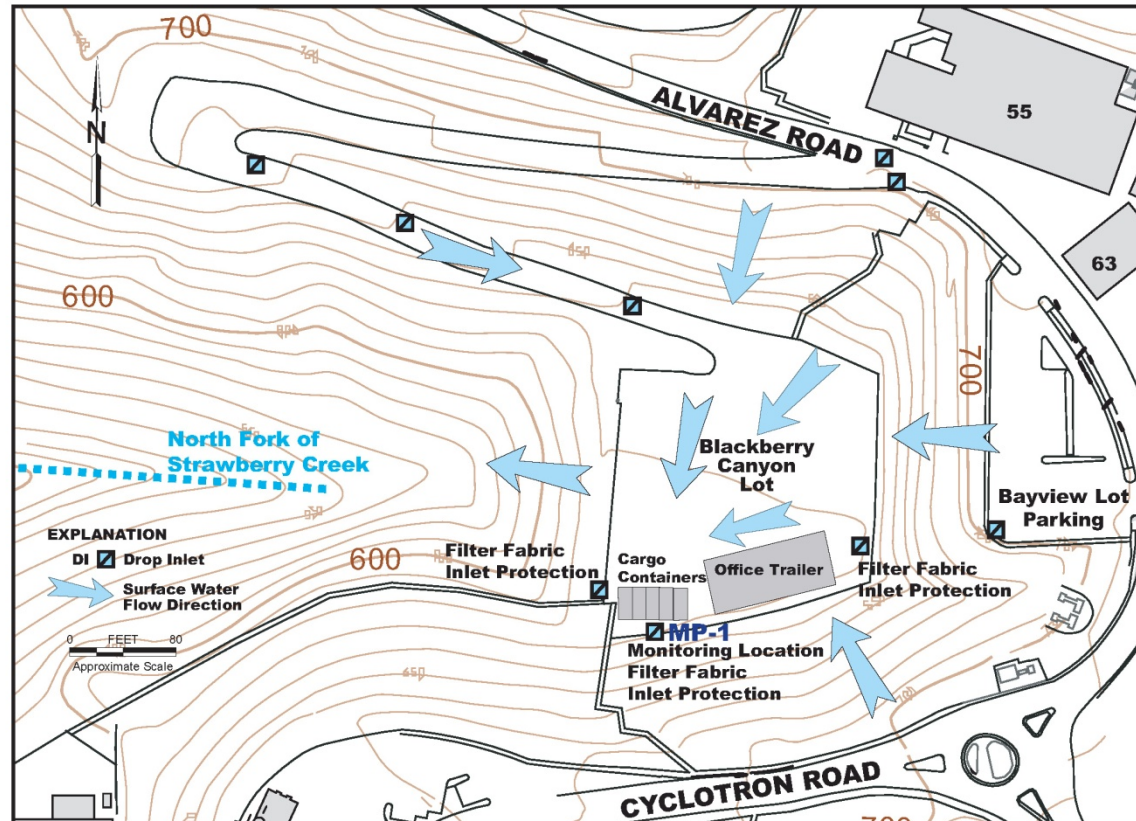 700
N
ALVAREZ ROAD
55
63
600
700
North Fork of
Strawberry Creek
Blackberry
Canyon
Lot
Bayview Lot
Parking
EXPLANATION
DI Drop Inlet
Surface Water
Flow Direction
0 FEET 80
Approximate Scale
600
Filter Fabric
Inlet Protection
Cargo
Containers
Office Trailer
Filter Fabric
Inlet Protection
MP-1
Monitoring Location
Filter Fabric
Inlet Protection
CYCLOTRON ROAD
700